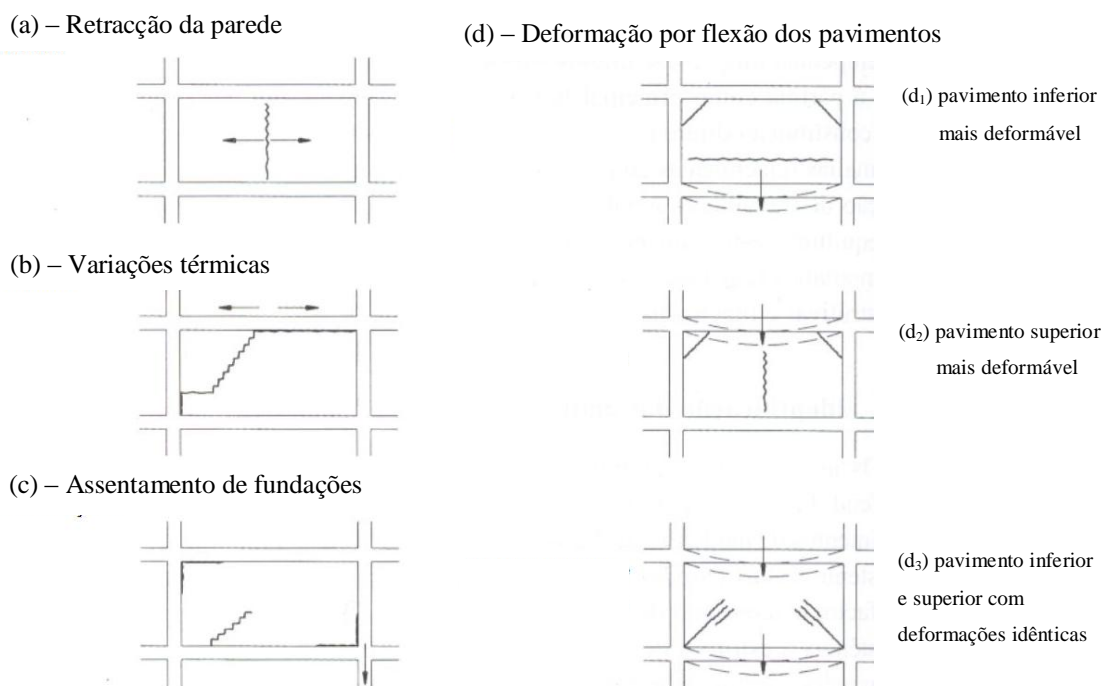 (a) – Retracção da parede
(d) – Deformação por flexão dos pavimentos
(d₁) pavimento inferior
mais deformável
(b) – Variações térmicas
(d₂) pavimento superior
mais deformável
(c) – Assentamento de fundações
(d₃) pavimento inferior
e superior com
deformações idênticas